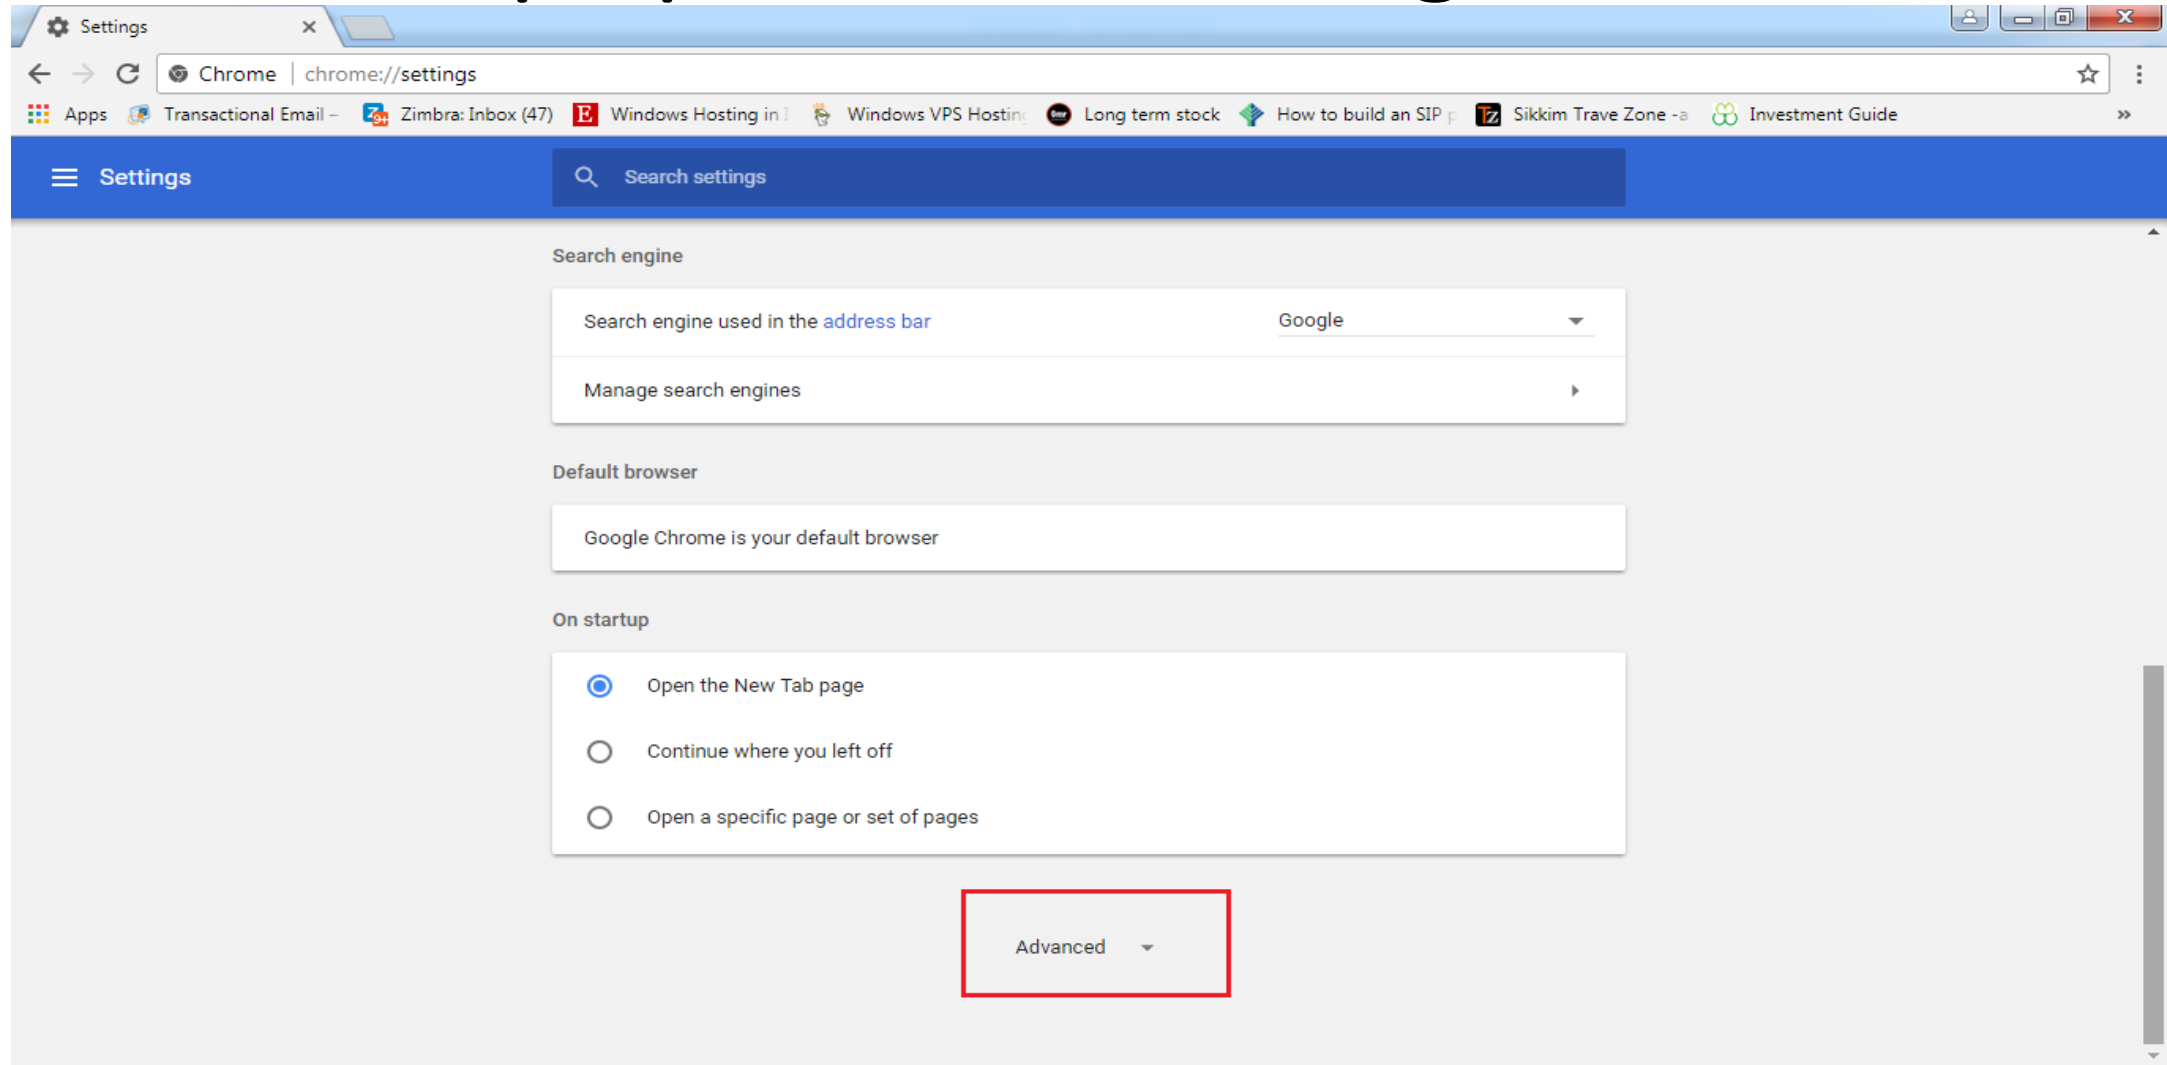 Settings
Chrome | chrome://settings
Apps Transactional Email – Zimbra: Inbox (47) Windows Hosting in Windows VPS Hosting Long term stock How to build an SIP Sikkim Trave Zone -a Investment Guide »
Settings Search settings
Search engine
Search engine used in the address bar Google
Manage search engines
Default browser
Google Chrome is your default browser
On startup
Open the New Tab page
Continue where you left off
Open a specific page or set of pages
Advanced